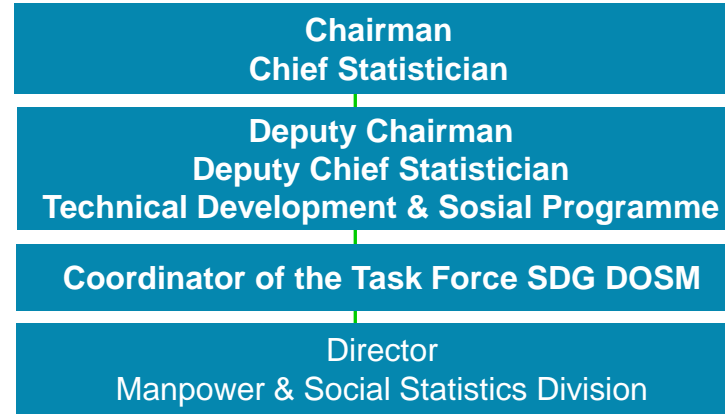 Chairman
Chief Statistician
Deputy Chairman
Deputy Chief Statistician
Technical Development & Sosial Programme
Coordinator of the Task Force SDG DOSM
Director
Manpower & Social Statistics Division